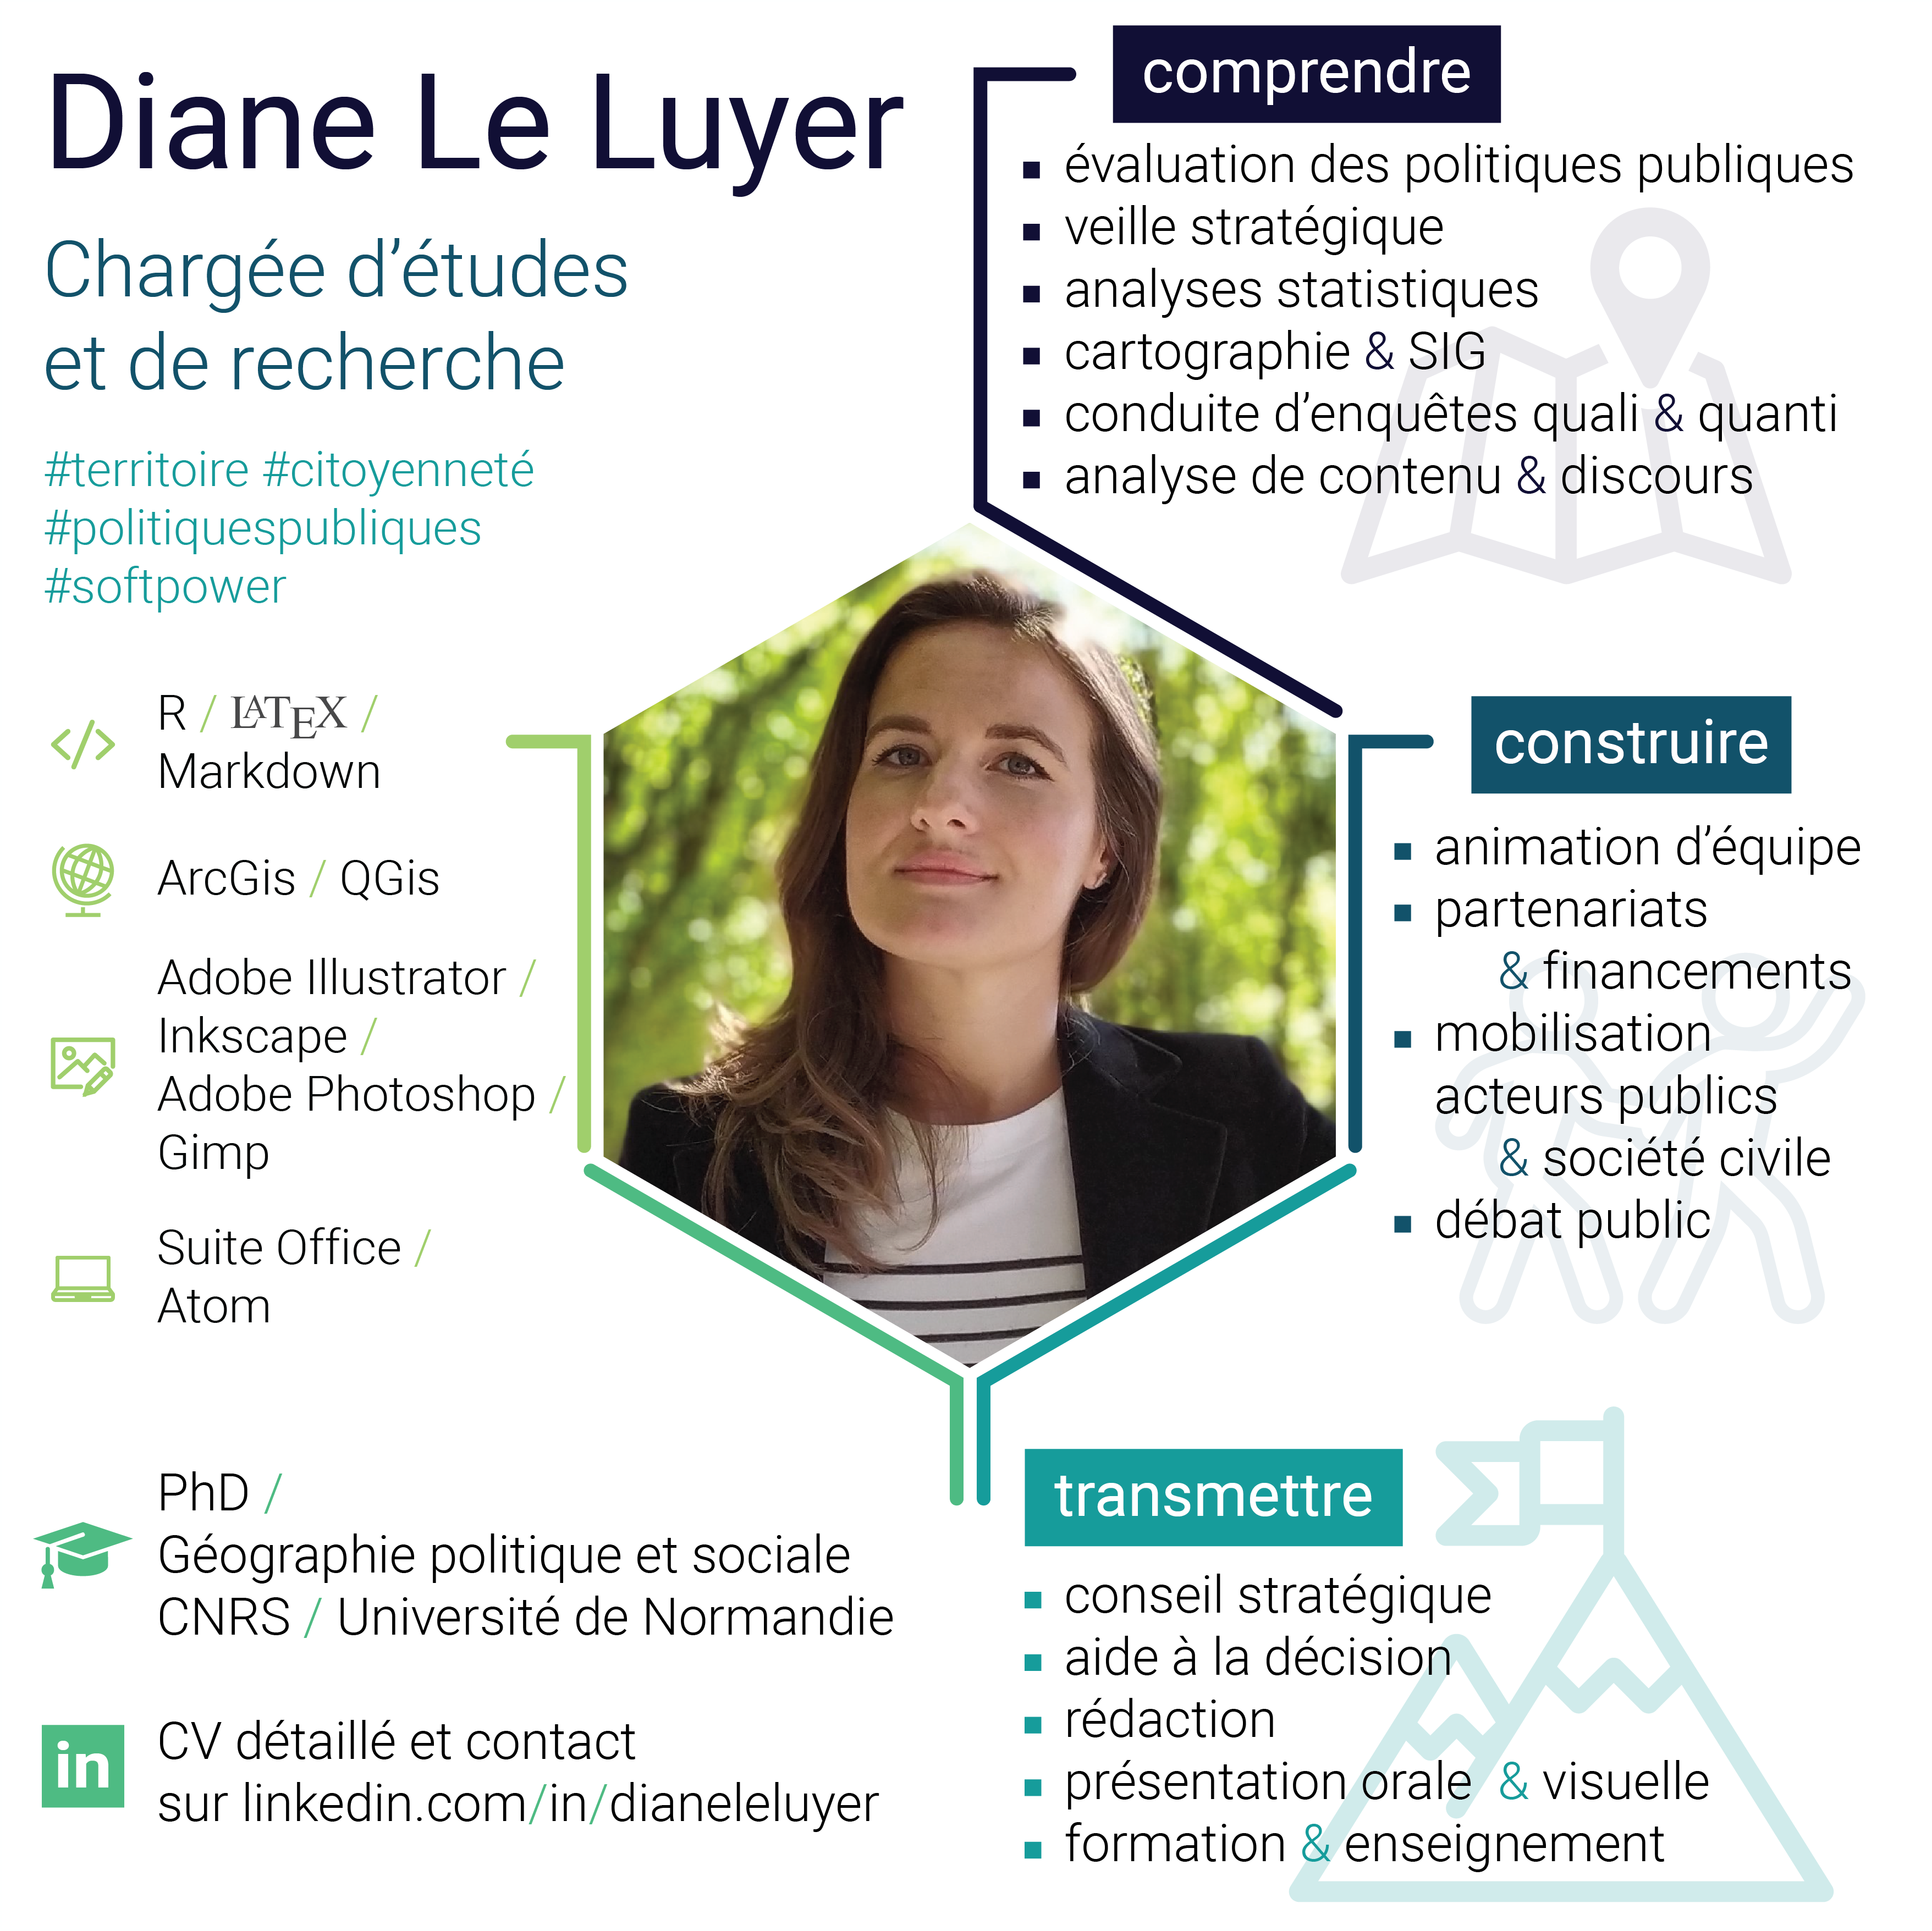 Diane Le Luyer
Chargée d’études
et de recherche
#territoire #citoyenneté
#politiquespubliques
#softpower
R / LATEX /
Markdown
ArcGis / QGis
Adobe Illustrator /
Inkscape /
Adobe Photoshop /
Gimp
Suite Office /
Atom
PhD /
Géographie politique et sociale
CNRS / Université de Normandie
in
CV détaillé et contact
sur linkedin.com/in/dianeleluyer
comprendre
▪ évaluation des politiques publiques
▪ veille stratégique
▪ analyses statistiques
▪ cartographie & SIG
▪ conduite d’enquêtes quali & quanti
▪ analyse de contenu & discours
construire
▪ animation d’équipe
▪ partenariats
& financements
▪ mobilisation
acteurs publics
& société civile
▪ débat public
transmettre
▪ conseil stratégique
▪ aide à la décision
▪ rédaction
▪ présentation orale & visuelle
▪ formation & enseignement